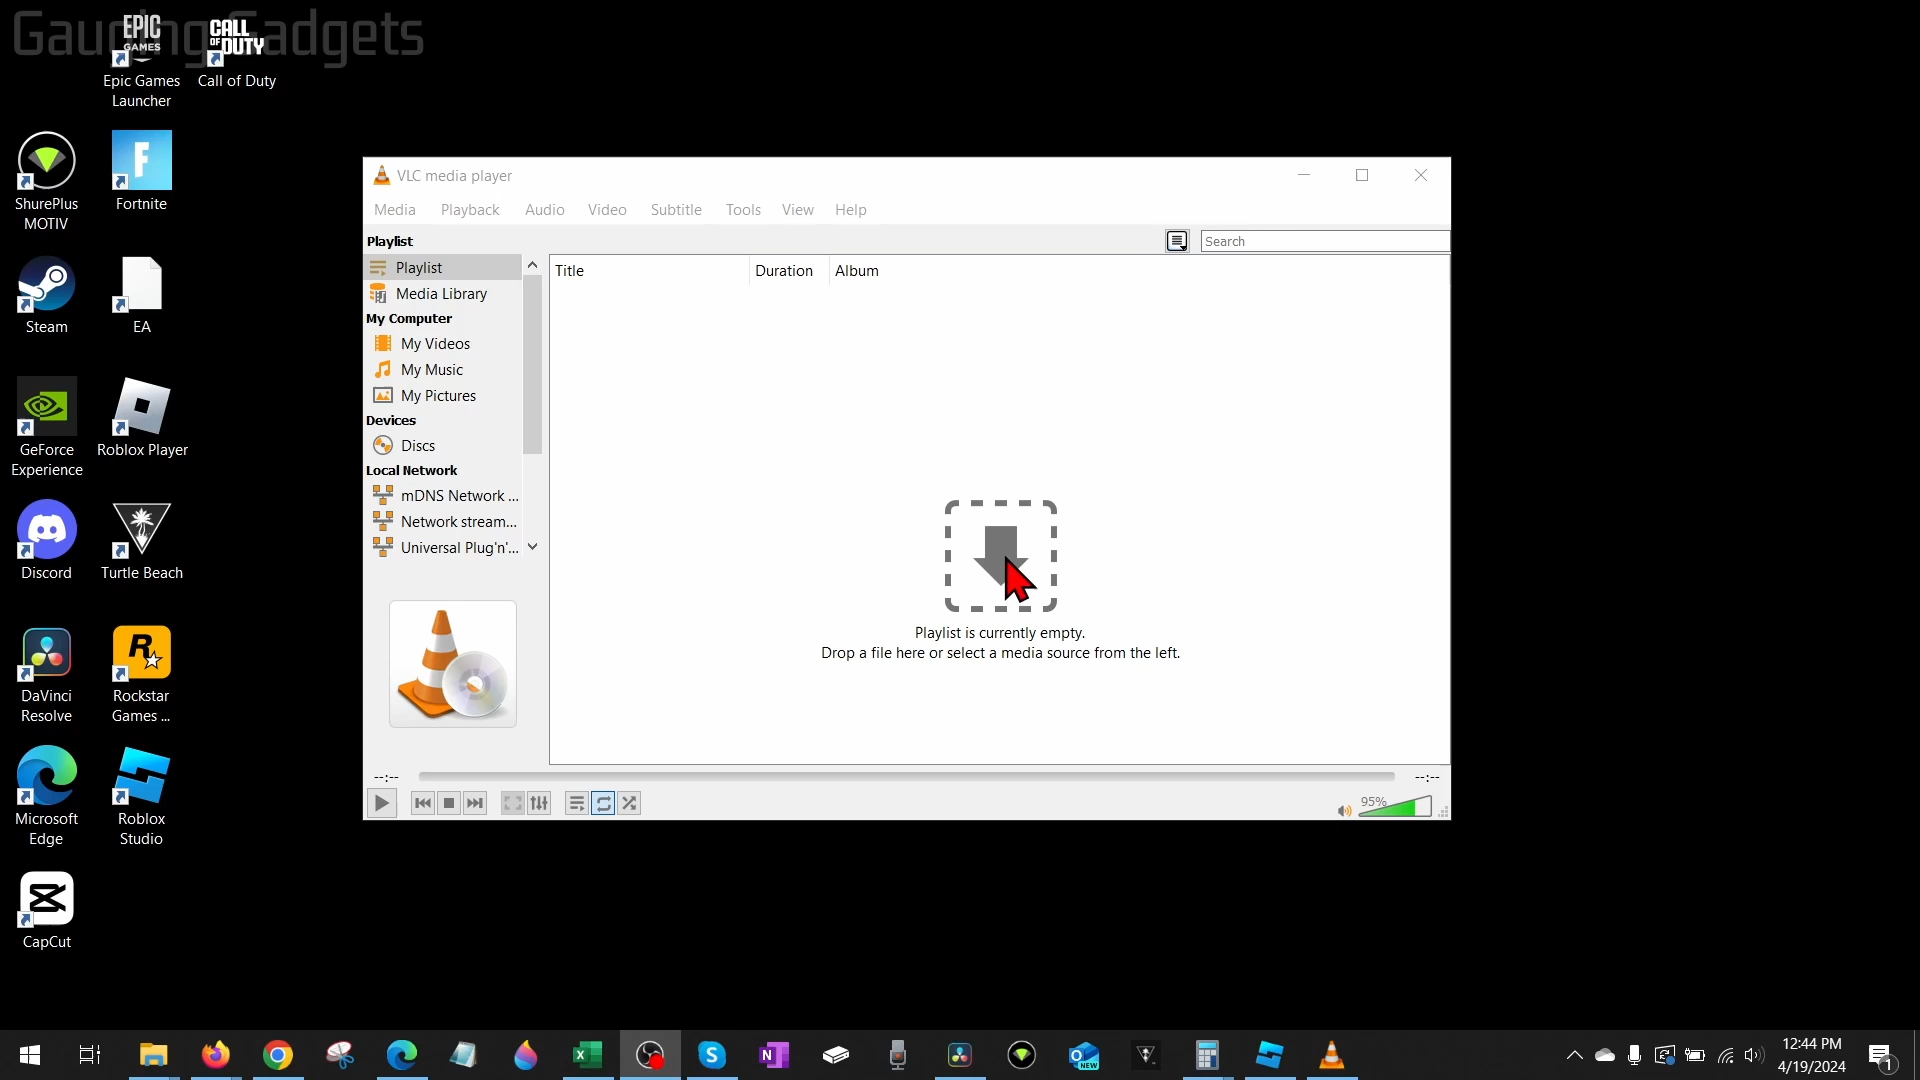 Gauging Gadgets
EPIC
GAMES
Epic Games
Launcher
CALL
OF DUTY
Call of Duty
ShurePlus
MOTIV
F
Fortnite
Steam
EA
GeForce
Experience
Roblox Player
Discord
Turtle Beach
DaVinci
Resolve
R
Rockstar
Games ...
Microsoft
Edge
Roblox
Studio
CapCut
VLC media player
Media Playback Audio Video Subtitle Tools View Help
Playlist
Search
Playlist
Media Library
My Computer
My Videos
My Music
My Pictures
Devices
Discs
Local Network
mDNS Network ...
Network stream...
Universal Plug'n'...
Title Duration Album
Playlist is currently empty.
Drop a file here or select a media source from the left.
--:-- --:--
95%
N
NEW
12:44 PM
4/19/2024
1